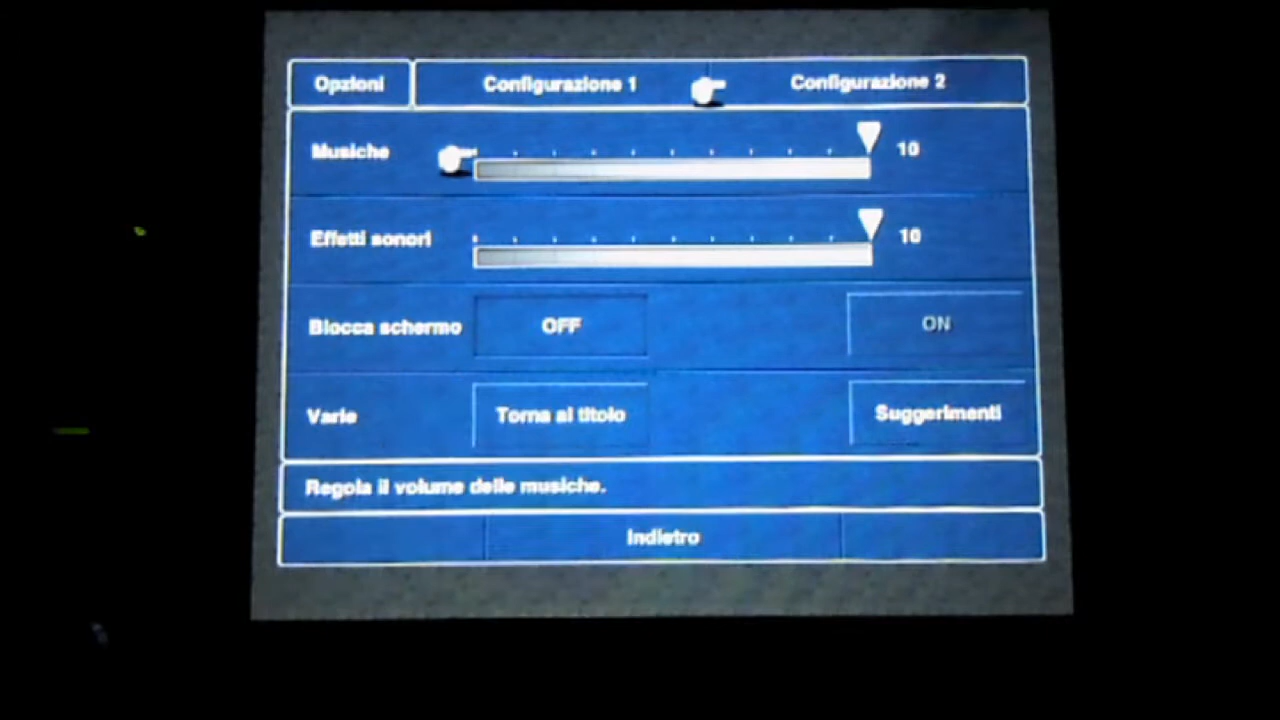 Opzioni Configurazione 1 Configurazione 2
Musiche 10
Effetti sonori 10
Blocca schermo OFF ON
Varie Torna al titolo Suggerimenti
Regola il volume delle musiche.
Indietro